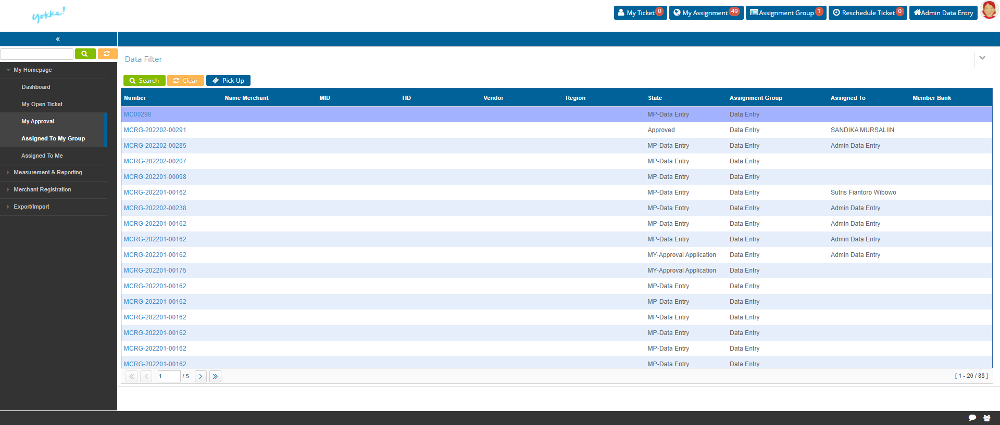 yokke!
My Ticket 0 My Assignment 49 Assignment Group 1 Reschedule Ticket 0 Admin Data Entry
My Homepage
Dashboard
My Open Ticket
My Approval
Assigned To My Group
Assigned To Me
Measurement & Reporting
Merchant Registration
Export/Import
Data Filter
Search Clear Pick Up
Number Name Merchant MID TID Vendor Region State Assignment Group Assigned To Member Bank
MC00298 MP-Data Entry Data Entry
MCRG-202202-00291 Approved Data Entry SANDIKA MURSALIIN
MCRG-202202-00285 MP-Data Entry Data Entry Admin Data Entry
MCRG-202202-00207 MP-Data Entry Data Entry
MCRG-202201-00098 MP-Data Entry Data Entry
MCRG-202201-00162 MP-Data Entry Data Entry Sutris Fiantoro Wibowo
MCRG-202202-00238 MP-Data Entry Data Entry Admin Data Entry
MCRG-202201-00162 MP-Data Entry Data Entry Admin Data Entry
MCRG-202201-00162 MP-Data Entry Data Entry Admin Data Entry
MCRG-202201-00162 MY-Approval Application Data Entry Admin Data Entry
MCRG-202201-00175 MY-Approval Application Data Entry
MCRG-202201-00162 MP-Data Entry Data Entry
MCRG-202201-00162 MP-Data Entry Data Entry
MCRG-202201-00162 MP-Data Entry Data Entry
MCRG-202201-00162 MP-Data Entry Data Entry
MCRG-202201-00162 MP-Data Entry Data Entry
MCRG-202201-00162 MP-Data Entry Data Entry
1 / 5 [ 1 - 20 / 88 ]